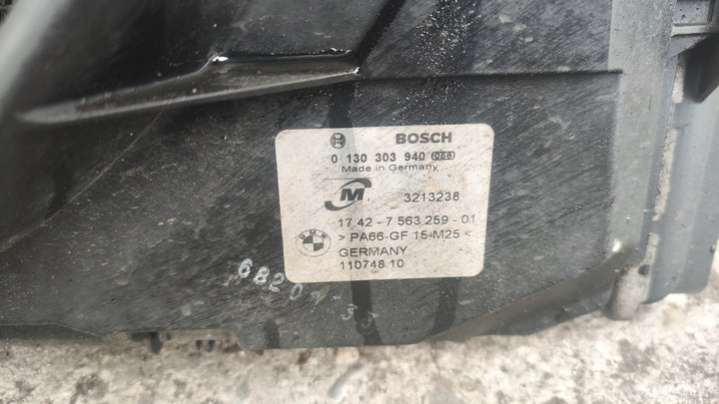 BOSCH
0 130 303 940
Made in Germany
M.
3213238
17 42 - 7 563 259 - 01
BMW
> PA66-GF 15-M25 <
GERMANY
110748.10